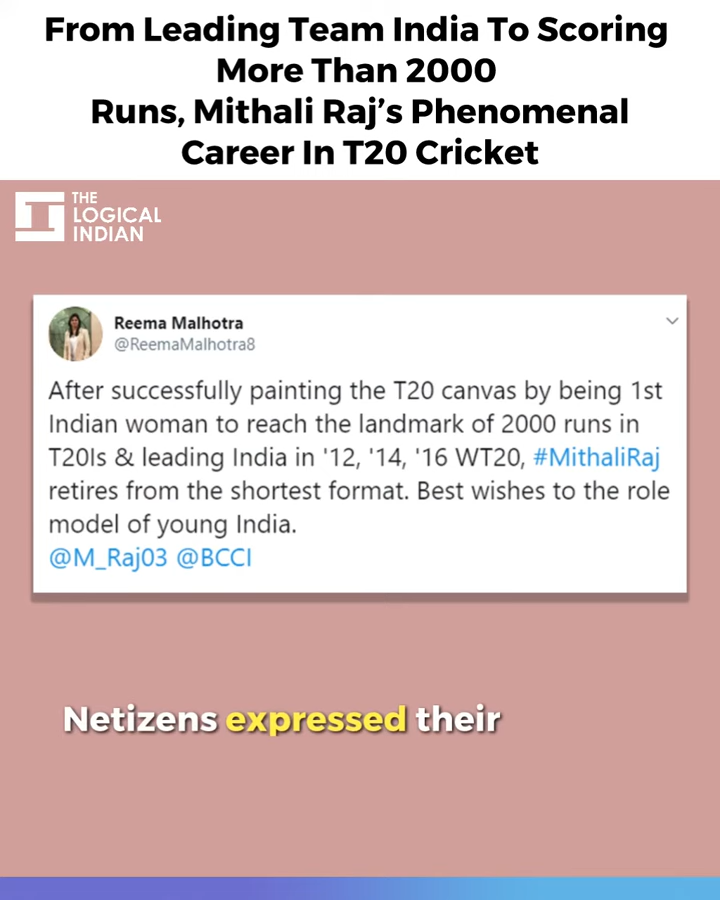 From Leading Team India To Scoring
More Than 2000
Runs, Mithali Raj’s Phenomenal
Career In T20 Cricket
THE
LOGICAL
INDIAN
Reema Malhotra
@ReemaMalhotra8
After successfully painting the T20 canvas by being 1st
Indian woman to reach the landmark of 2000 runs in
T20Is & leading India in '12, '14, '16 WT20, #MithaliRaj
retires from the shortest format. Best wishes to the role
model of young India.
@M_Raj03 @BCCI
Netizens expressed their